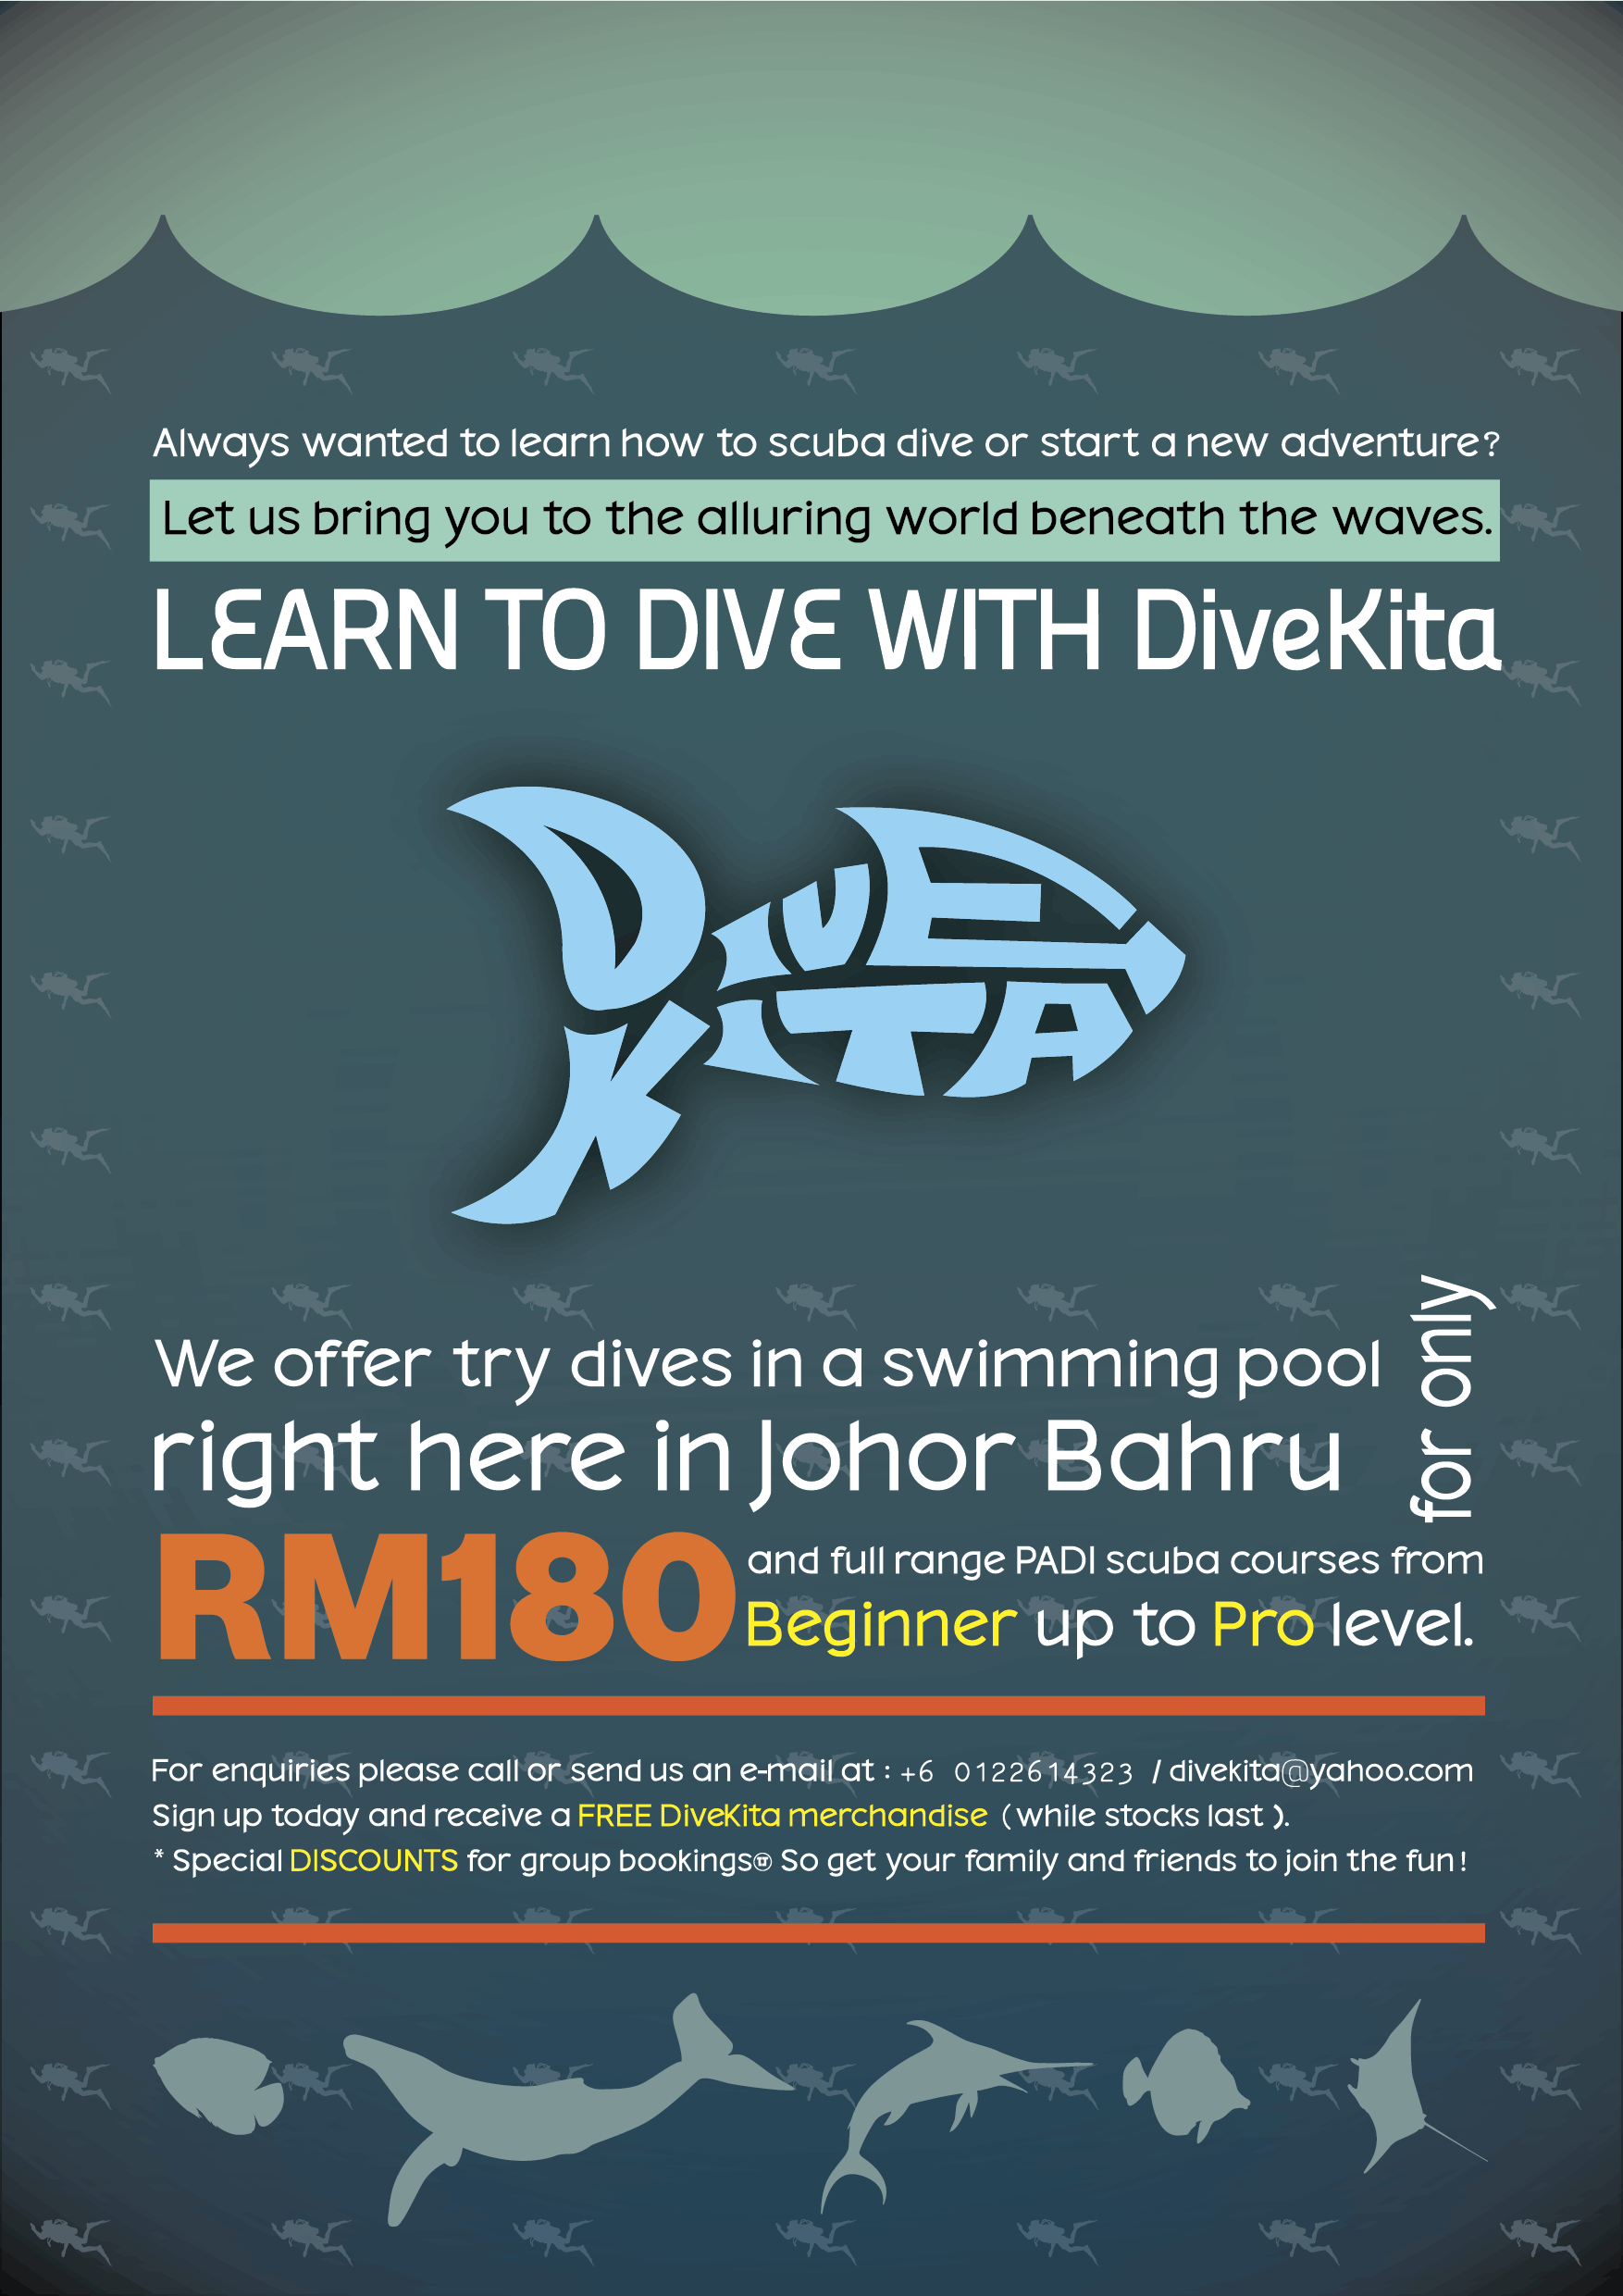 Always wanted to learn how to scuba dive or start a new adventure?
Let us bring you to the alluring world beneath the waves.
LEARN TO DIVE WITH DiveKita
DIVE
KITA
We offer try dives in a swimming pool
right here in Johor Bahru
for only
RM180
and full range PADI scuba courses from
Beginner up to Pro level.
For enquiries please call or send us an e-mail at : +6 0122614323 / divekita@yahoo.com
Sign up today and receive a FREE DiveKita merchandise (while stocks last ).
* Special DISCOUNTS for group bookings So get your family and friends to join the fun!